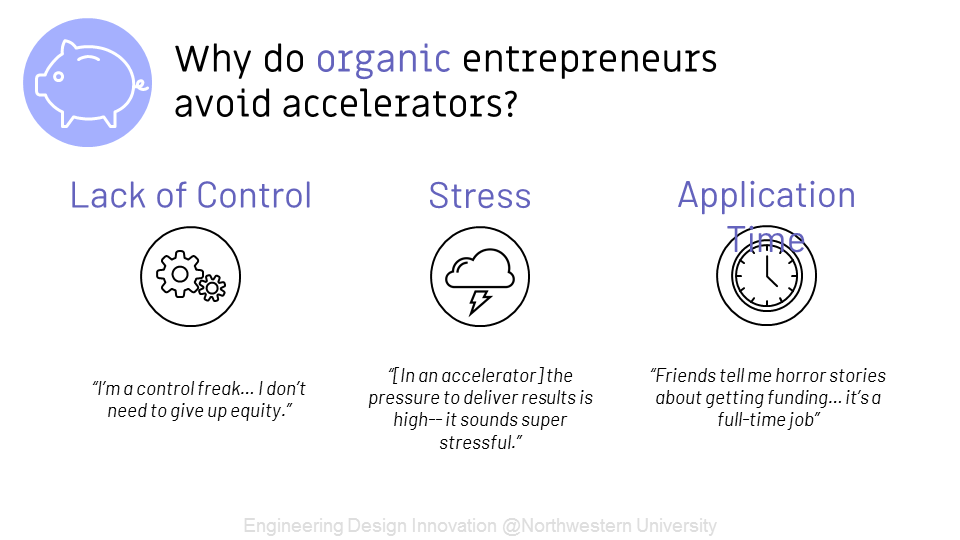 Why do organic entrepreneurs
avoid accelerators?
Lack of Control
Stress
Application
Time
“I’m a control freak... I don’t
need to give up equity.”
“[In an accelerator] the
pressure to deliver results is
high-- it sounds super
stressful.”
“Friends tell me horror stories
about getting funding... it’s a
full-time job”
Engineering Design Innovation @Northwestern University